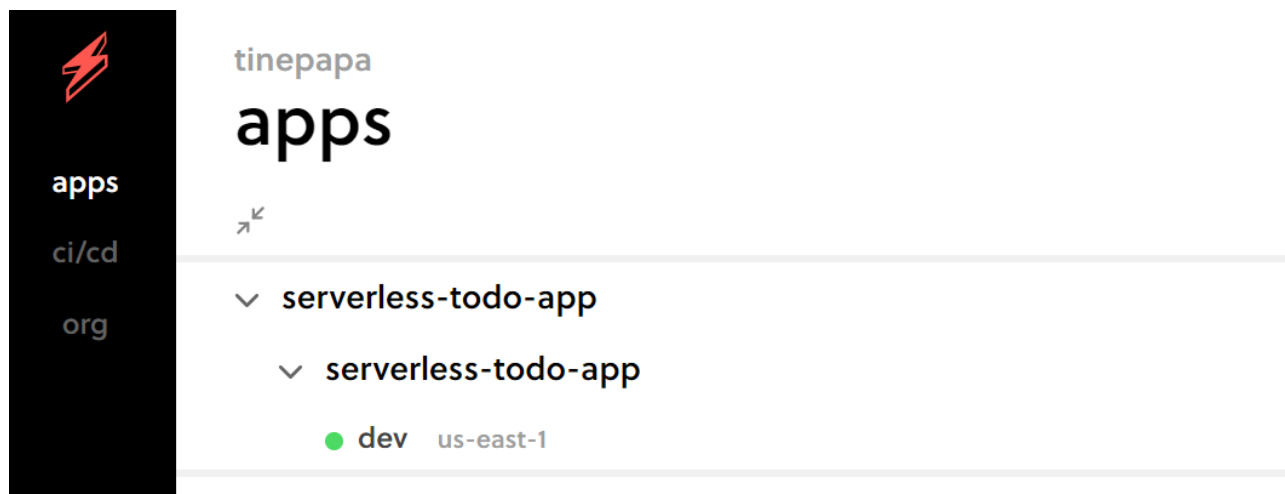 apps
ci/cd
org
tinepapa
apps
serverless-todo-app
serverless-todo-app
dev us-east-1